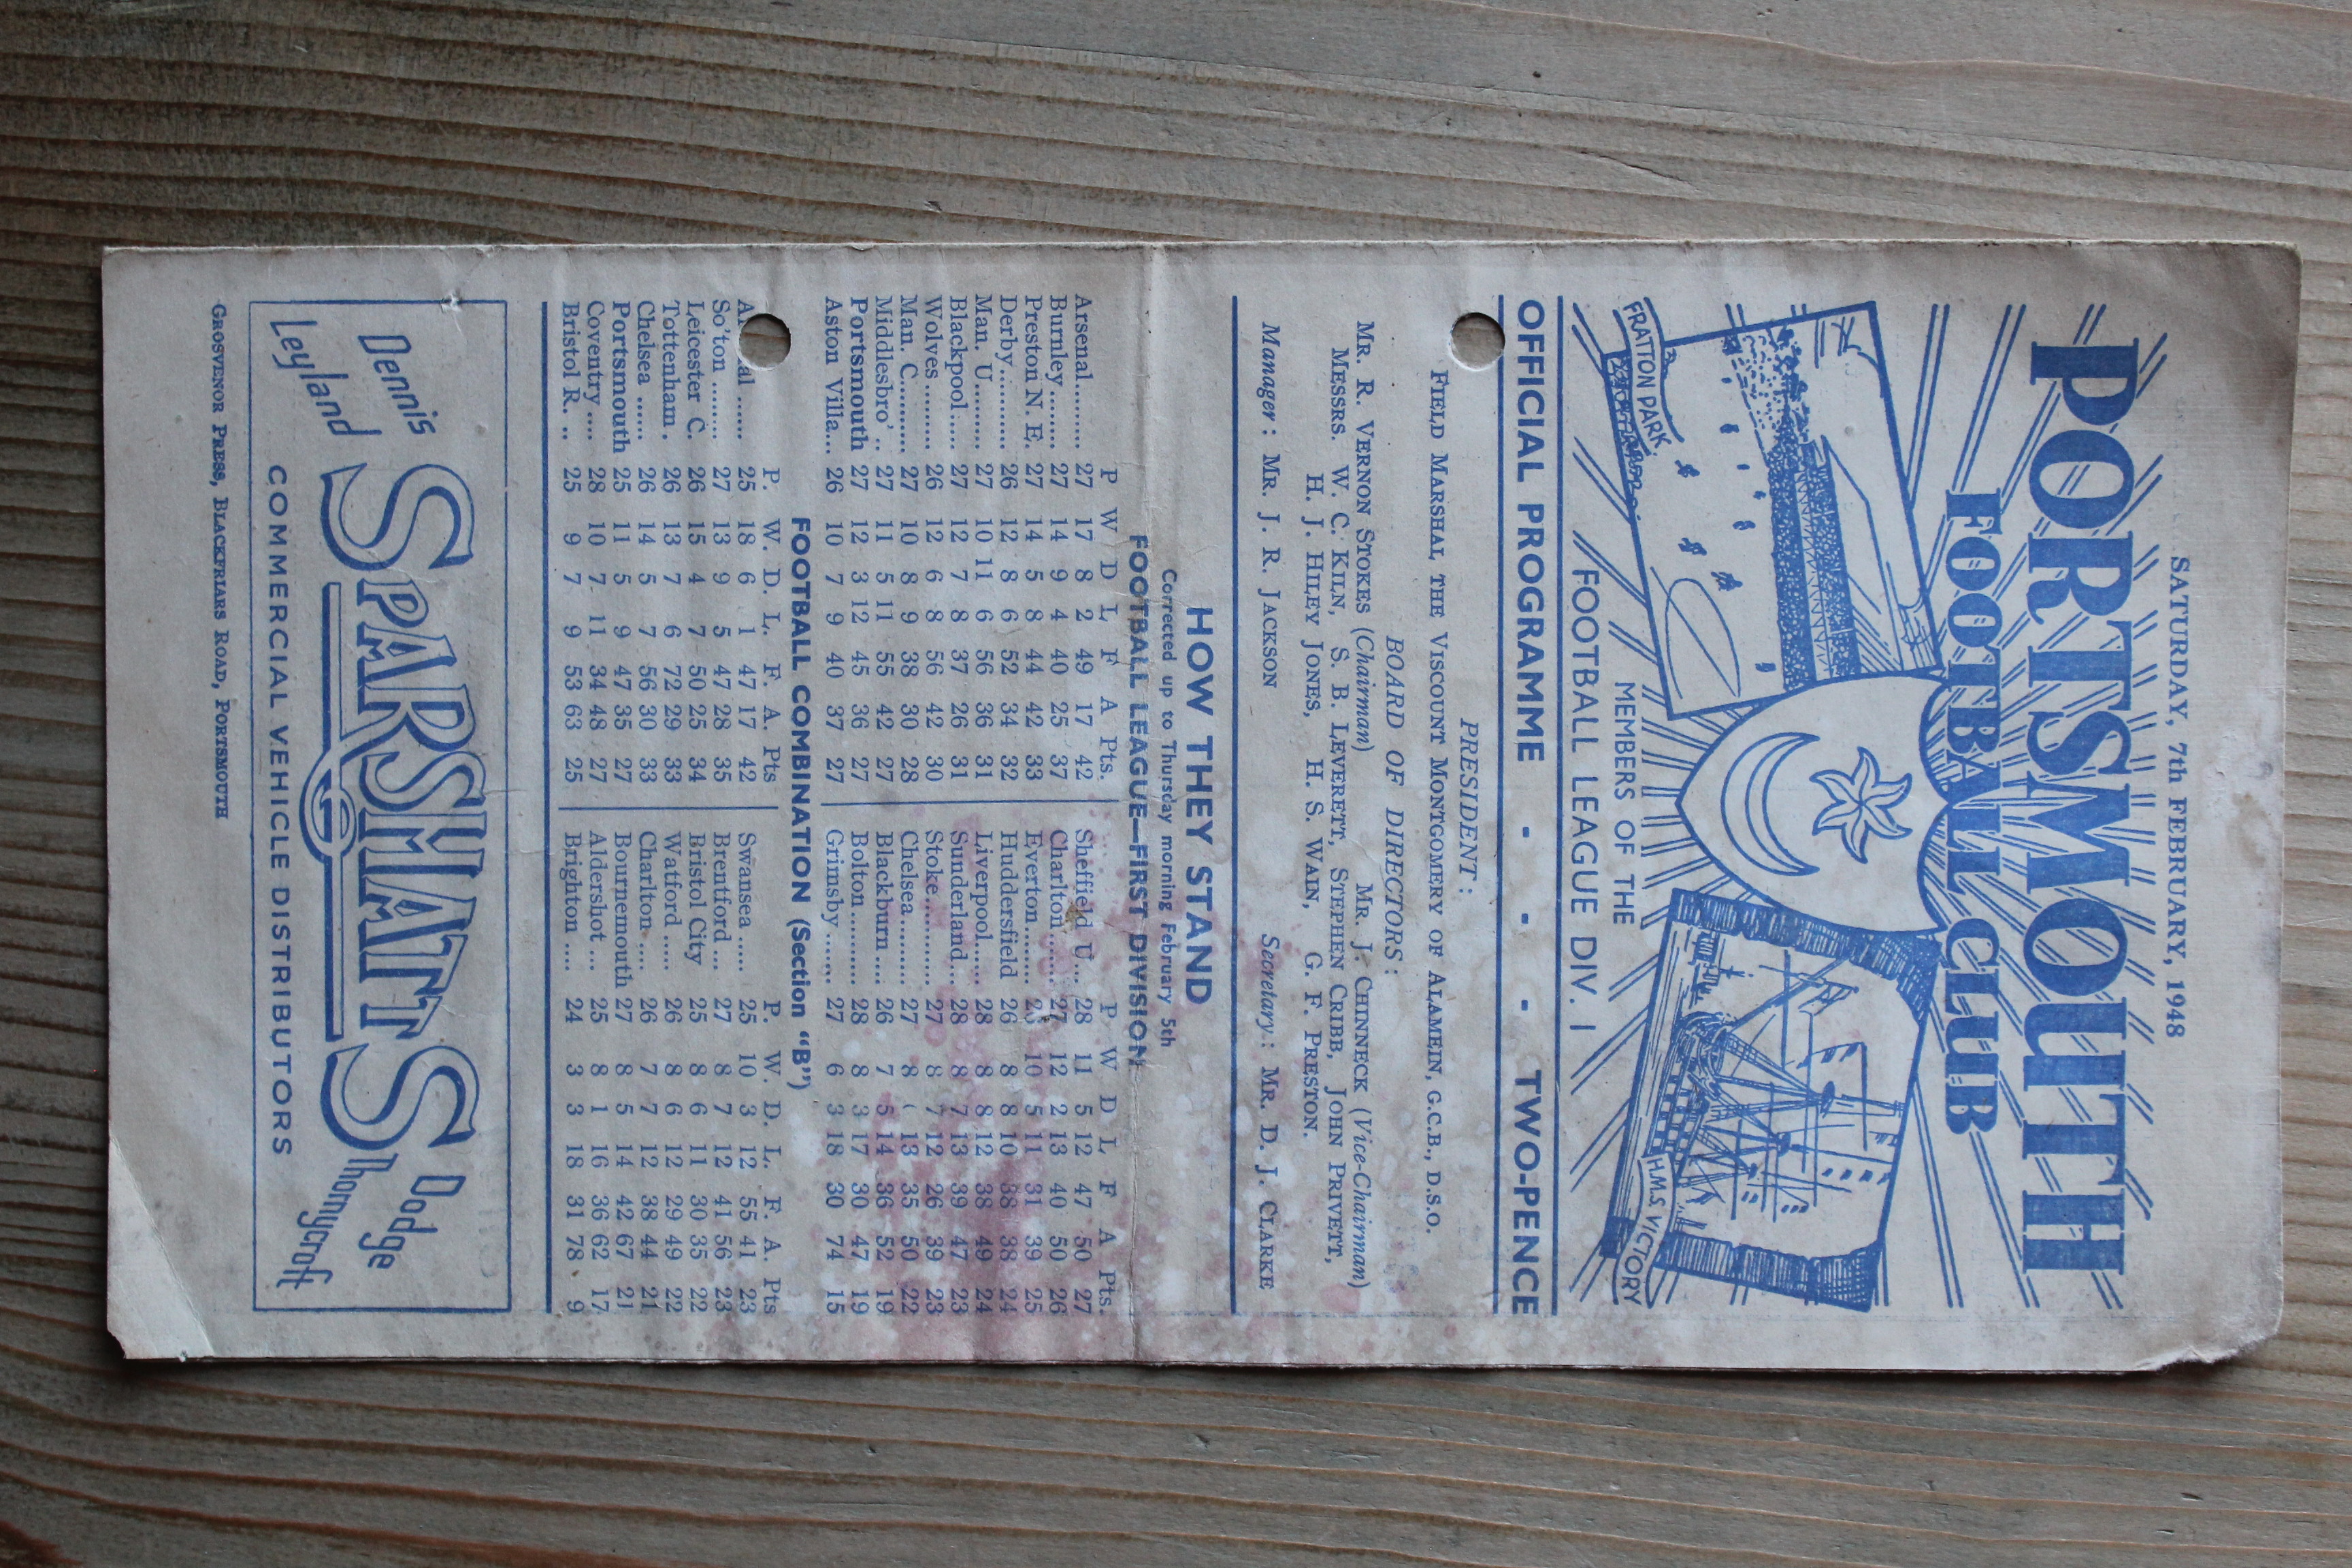 SATURDAY, 7th FEBRUARY, 1948
PORTSMOUTH
FOOTBALL CLUB
FRATTON PARK
H.M.S. VICTORY
MEMBERS OF THE
FOOTBALL LEAGUE DIV. 1
OFFICIAL PROGRAMME - - - TWO-PENCE
PRESIDENT :
FIELD MARSHAL THE VISCOUNT MONTGOMERY OF ALAMEIN, G.C.B., D.S.O.
BOARD OF DIRECTORS :
MR. R. VERNON STOKES (Chairman) MR. J. CHINNECK (Vice-Chairman)
MESSRS. W. C. KILN, S. B. LEVERETT, STEPHEN CRIBB, JOHN PRIVETT,
H. J. HILEY JONES, H. S. WAIN, G. F. PRESTON.
Manager : MR. J. R. JACKSON Secretary : MR. D. J. CLARKE
HOW THEY STAND
Corrected up to Thursday morning February 5th
FOOTBALL LEAGUE—FIRST DIVISION
P W D L F A Pts. P W D L F A Pts.
Arsenal......... 27 17 8 2 49 17 42 Sheffield U.... 28 11 5 12 47 50 27
Burnley ......... 27 14 9 4 40 25 37 Charlton ...... 27 12 2 13 40 50 26
Preston N. E. 27 14 5 8 44 42 33 Everton........ 10 5 11 31 39 25
Derby........... 26 12 8 6 52 34 32 Huddersfield 26 8 8 10 38 38 24
Man. U......... 27 10 11 6 56 36 31 Liverpool...... 28 8 8 12 38 49 24
Blackpool..... 27 12 7 8 37 26 31 Sunderland... 28 8 7 13 39 47 23
Wolves ......... 26 12 6 8 56 42 30 Stoke........... 27 8 7 12 26 39 23
Man. C......... 27 10 8 9 38 30 28 Chelsea......... 27 8 13 35 50 22
Middlesbro' .. 27 11 5 11 55 42 27 Blackburn .... 26 7 5 14 36 52 19
Portsmouth 27 12 3 12 45 36 27 Bolton.......... 28 8 3 17 30 47 19
Aston Villa... 26 10 7 9 40 37 27 Grimsby ...... 27 6 3 18 30 74 15
FOOTBALL COMBINATION (Section "B")
P. W. D. L. F. A. Pts P. W. D. L. F. A. Pts
...... 25 18 6 1 47 17 42 Swansea ...... 25 10 3 12 55 41 23
So'ton ........ 27 13 9 5 47 28 35 Brentford ... 27 8 7 12 41 56 23
Leicester C. 26 15 4 7 50 25 34 Bristol City 25 8 6 11 30 35 22
Tottenham . 26 13 7 6 72 29 33 Watford ..... 26 8 6 12 29 49 22
Chelsea ...... 26 14 5 7 56 30 33 Charlton ..... 26 7 7 12 38 44 21
Portsmouth 25 11 5 9 47 35 27 Bournemouth 27 8 5 14 42 67 21
Coventry .... 28 10 7 11 34 48 27 Aldershot ... 25 8 1 16 36 62 17
Bristol R. .. 25 9 7 9 53 63 25 Brighton .... 24 3 3 18 31 78 9
Dennis
Leyland
SPARSHATTS
Dodge
Thornycroft
COMMERCIAL VEHICLE DISTRIBUTORS
GROSVENOR PRESS, BLACKFRIARS ROAD, PORTSMOUTH